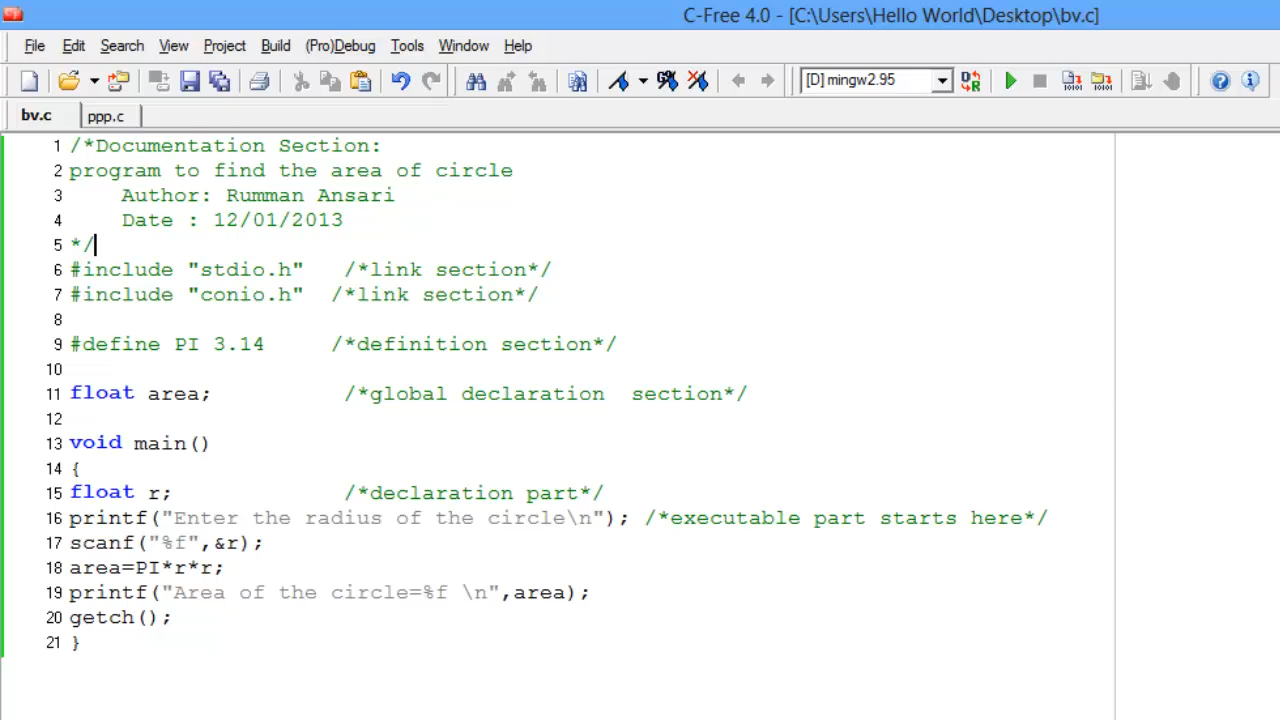 C-Free 4.0 - [C:\Users\Hello World\Desktop\bv.c]
File Edit Search View Project Build (Pro)Debug Tools Window Help
[D] mingw2.95
bv.c ppp.c
1 /*Documentation Section:
2 program to find the area of circle
3     Author: Rumman Ansari
4     Date : 12/01/2013
5 */
6 #include "stdio.h"   /*link section*/
7 #include "conio.h"  /*link section*/
8
9 #define PI 3.14     /*definition section*/
10
11 float area;          /*global declaration  section*/
12
13 void main()
14 {
15 float r;             /*declaration part*/
16 printf("Enter the radius of the circle\n"); /*executable part starts here*/
17 scanf("%f",&r);
18 area=PI*r*r;
19 printf("Area of the circle=%f \n",area);
20 getch();
21 }